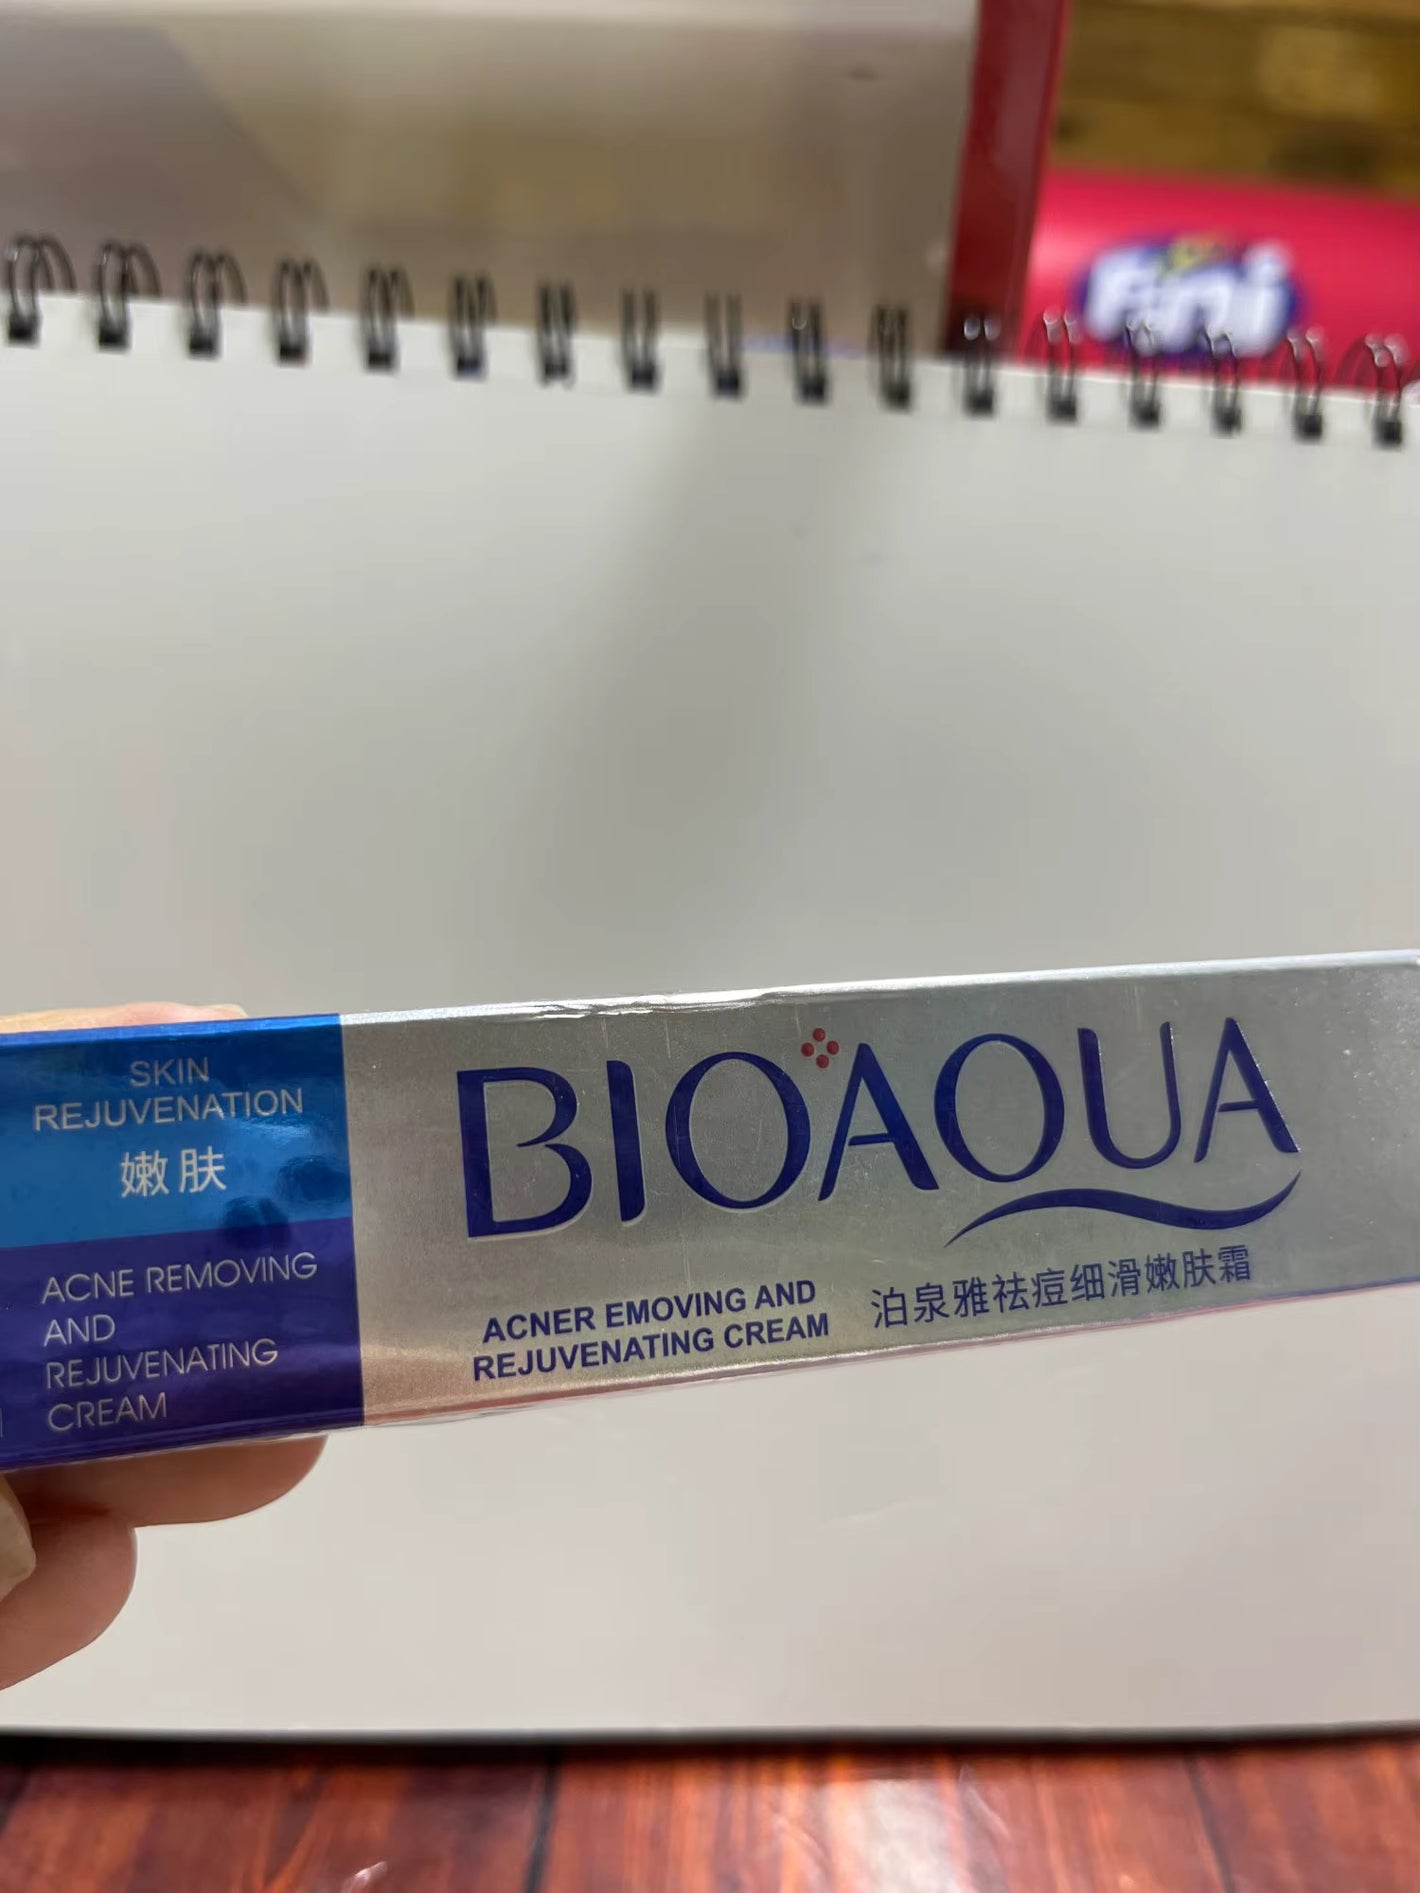 Fini
SKIN
REJUVENATION
嫩肤
ACNE REMOVING
AND
REJUVENATING
CREAM
BIOAQUA
ACNER EMOVING AND
REJUVENATING CREAM
泊泉雅祛痘细滑嫩肤霜